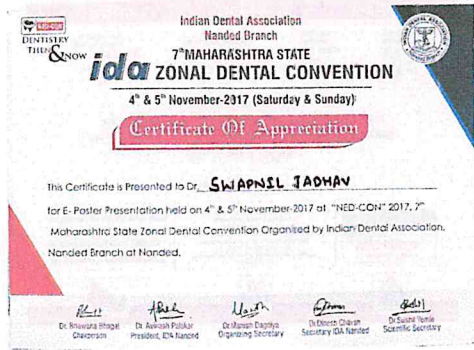 Indian Dental Association
Nanded Branch
DENTISTRY
THEN & NOW
ida
7th MAHARASHTRA STATE
ZONAL DENTAL CONVENTION
4th & 5th November-2017 (Saturday & Sunday)
Certificate Of Appreciation
This Certificate is Presented to Dr. SWAPNIL JADHAV
for E- Poster Presentation held on 4th & 5th November-2017 at "NED-CON" 2017, 7th
Maharashtra State Zonal Dental Convention Organised by Indian Dental Association,
Nanded Branch at Nanded.
Dr. Bhawana Bhagat
Chairperson
Dr. Avinash Palakar
President, IDA Nanded
Dr. Manish Dagdiya
Organizing Secretary
Dr. Dinesh Chavan
Secretary IDA Nanded
Dr. Sushil
Scientific Secretary